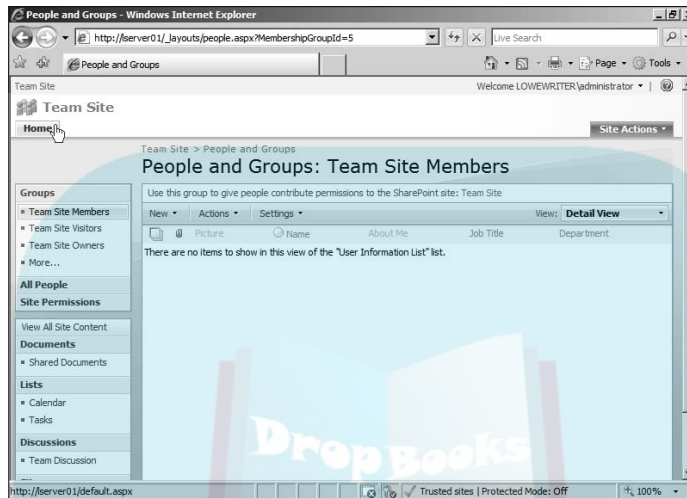 People and Groups - Windows Internet Explorer
http://lserver01/_layouts/people.aspx?MembershipGroupId=5
Live Search
People and Groups
Page
Tools
Team Site
Welcome LOWEWRITER\administrator
Team Site
Home
Site Actions
Team Site > People and Groups
People and Groups: Team Site Members
Groups
Team Site Members
Team Site Visitors
Team Site Owners
More...
All People
Site Permissions
View All Site Content
Documents
Shared Documents
Lists
Calendar
Tasks
Discussions
Team Discussion
Use this group to give people contribute permissions to the SharePoint site: Team Site
New
Actions
Settings
View: Detail View
Picture
Name
About Me
Job Title
Department
There are no items to show in this view of the "User Information List" list.
DropBooks
http://lserver01/default.aspx
Trusted sites | Protected Mode: Off
100%